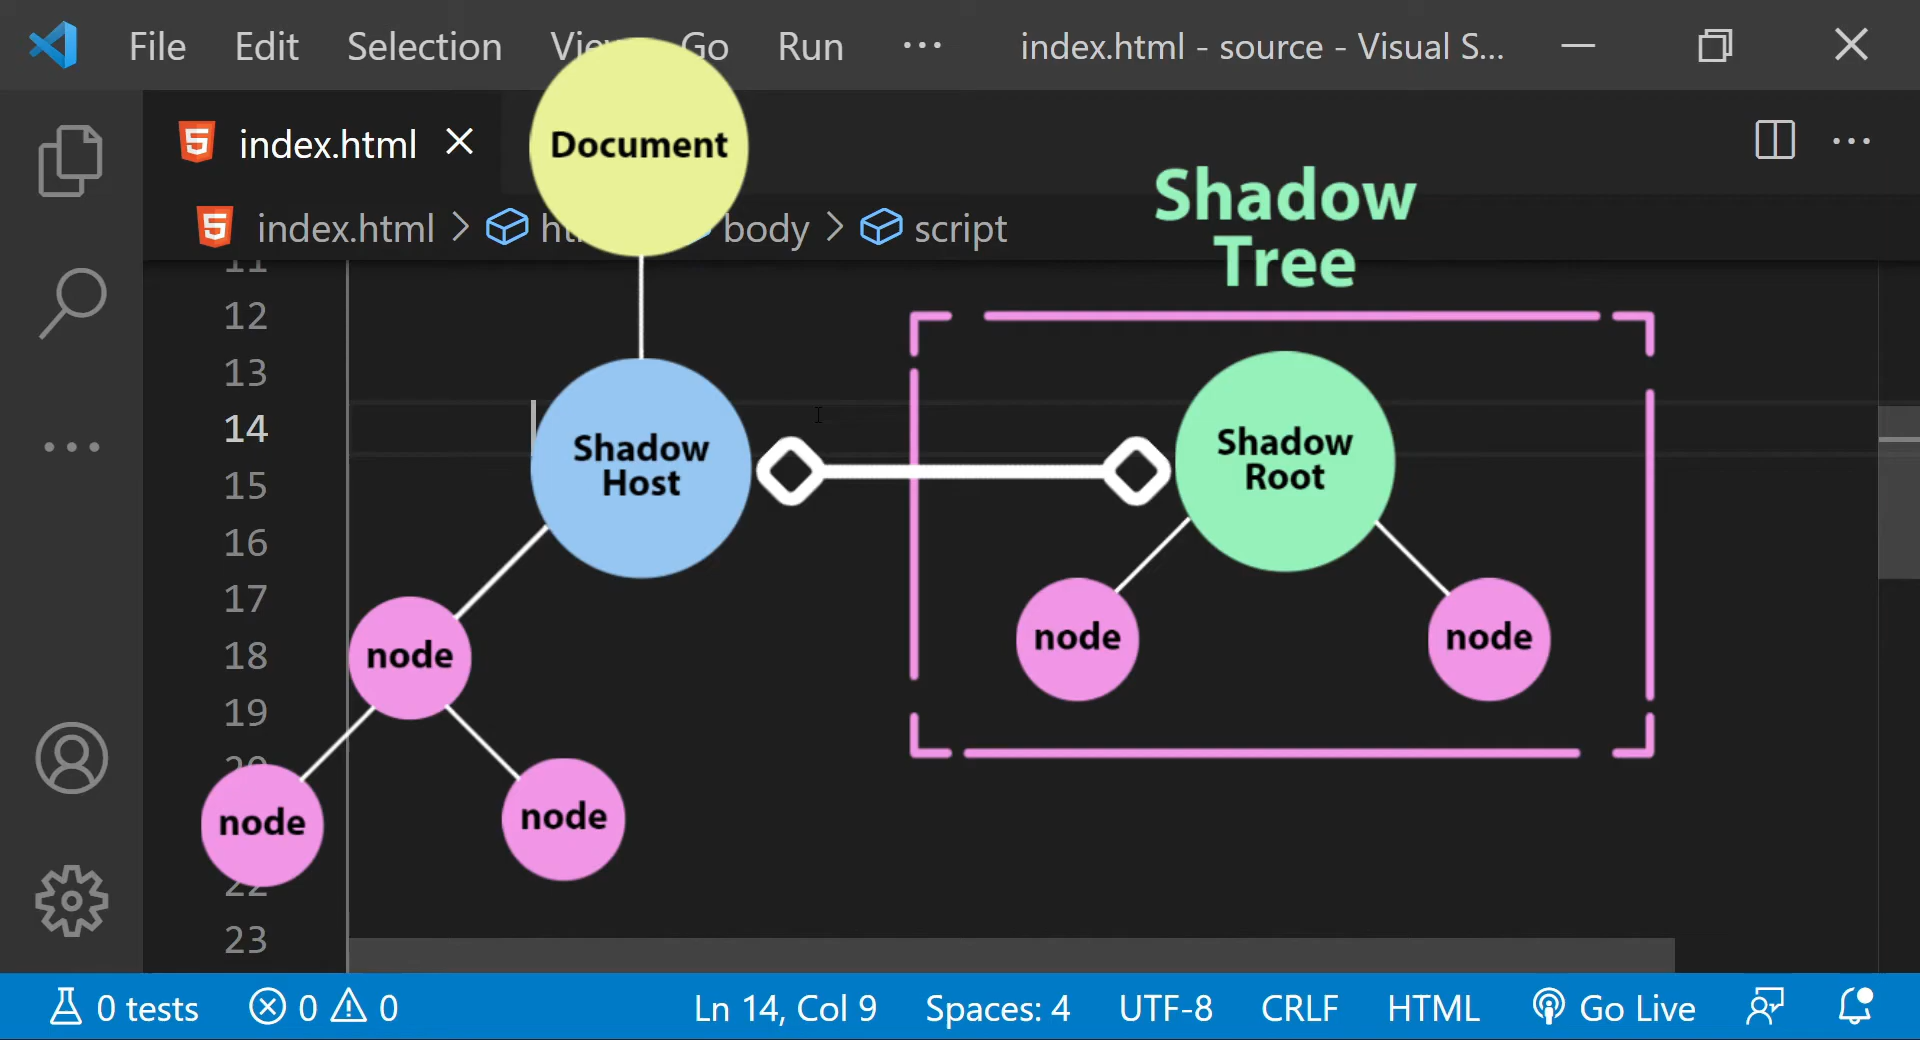 File Edit Selection Go Run ··· index.html - source - Visual S...
index.html
Document
index.html > body > script
Shadow
Tree
11
12
13
14
15
16
17
18
19
22
23
Shadow
Host
Shadow
Root
node
node
node
node
node
0 tests 0 0 Ln 14, Col 9 Spaces: 4 UTF-8 CRLF HTML Go Live